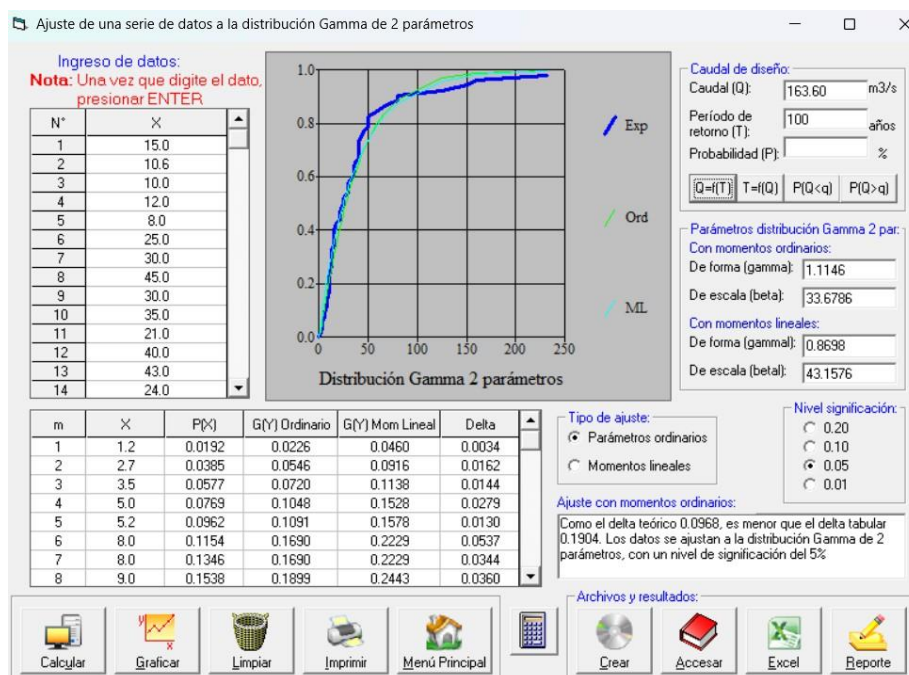 Ajuste de una serie de datos a la distribución Gamma de 2 parámetros
Ingreso de datos:
Nota: Una vez que digite el dato,
presionar ENTER
N° X
1 15.0
2 10.6
3 10.0
4 12.0
5 8.0
6 25.0
7 30.0
8 45.0
9 30.0
10 35.0
11 21.0
12 40.0
13 43.0
14 24.0
1.0
0.8
0.6
0.4
0.2
0.0
0 50 100 150 200 250
Distribución Gamma 2 parámetros
Exp
Ord
ML
Caudal de diseño:
Caudal (Q): 163.60 m3/s
Período de
retorno (T): 100 años
Probabilidad (P): %
Q=f(T) T=f(Q) P(Q<q) P(Q>q)
Parámetros distribución Gamma 2 par:
Con momentos ordinarios:
De forma (gamma): 1.1146
De escala (beta): 33.6786
Con momentos lineales:
De forma (gammal): 0.8698
De escala (betal): 43.1576
m X P(X) G(Y) Ordinario G(Y) Mom Lineal Delta
1 1.2 0.0192 0.0226 0.0460 0.0034
2 2.7 0.0385 0.0546 0.0916 0.0162
3 3.5 0.0577 0.0720 0.1138 0.0144
4 5.0 0.0769 0.1048 0.1528 0.0279
5 5.2 0.0962 0.1091 0.1578 0.0130
6 8.0 0.1154 0.1690 0.2229 0.0537
7 8.0 0.1346 0.1690 0.2229 0.0344
8 9.0 0.1538 0.1899 0.2443 0.0360
Tipo de ajuste:
Parámetros ordinarios
Momentos lineales
Nivel significación:
0.20
0.10
0.05
0.01
Ajuste con momentos ordinarios:
Como el delta teórico 0.0968, es menor que el delta tabular
0.1904. Los datos se ajustan a la distribución Gamma de 2
parámetros, con un nivel de significación del 5%
Archivos y resultados:
Calcular Graficar Limpiar Imprimir Menú Principal Crear Accesar Excel Reporte